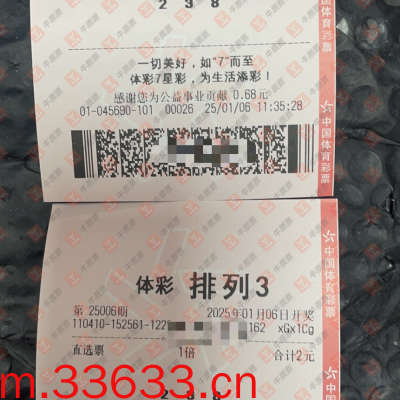 2 3 8
一切美好，如“7”而至
体彩7星彩，为生活添彩！
感谢您为公益事业贡献 0.68元
01-045690-101 00026 25/01/06 11:35:28
中国体育彩票
体彩 排列3
第 25006期 2025年01月06日开奖
110410-152561-122 162 xGx1Cg
直选票 1倍 合计2元
中国体育彩票
m.33633.cn